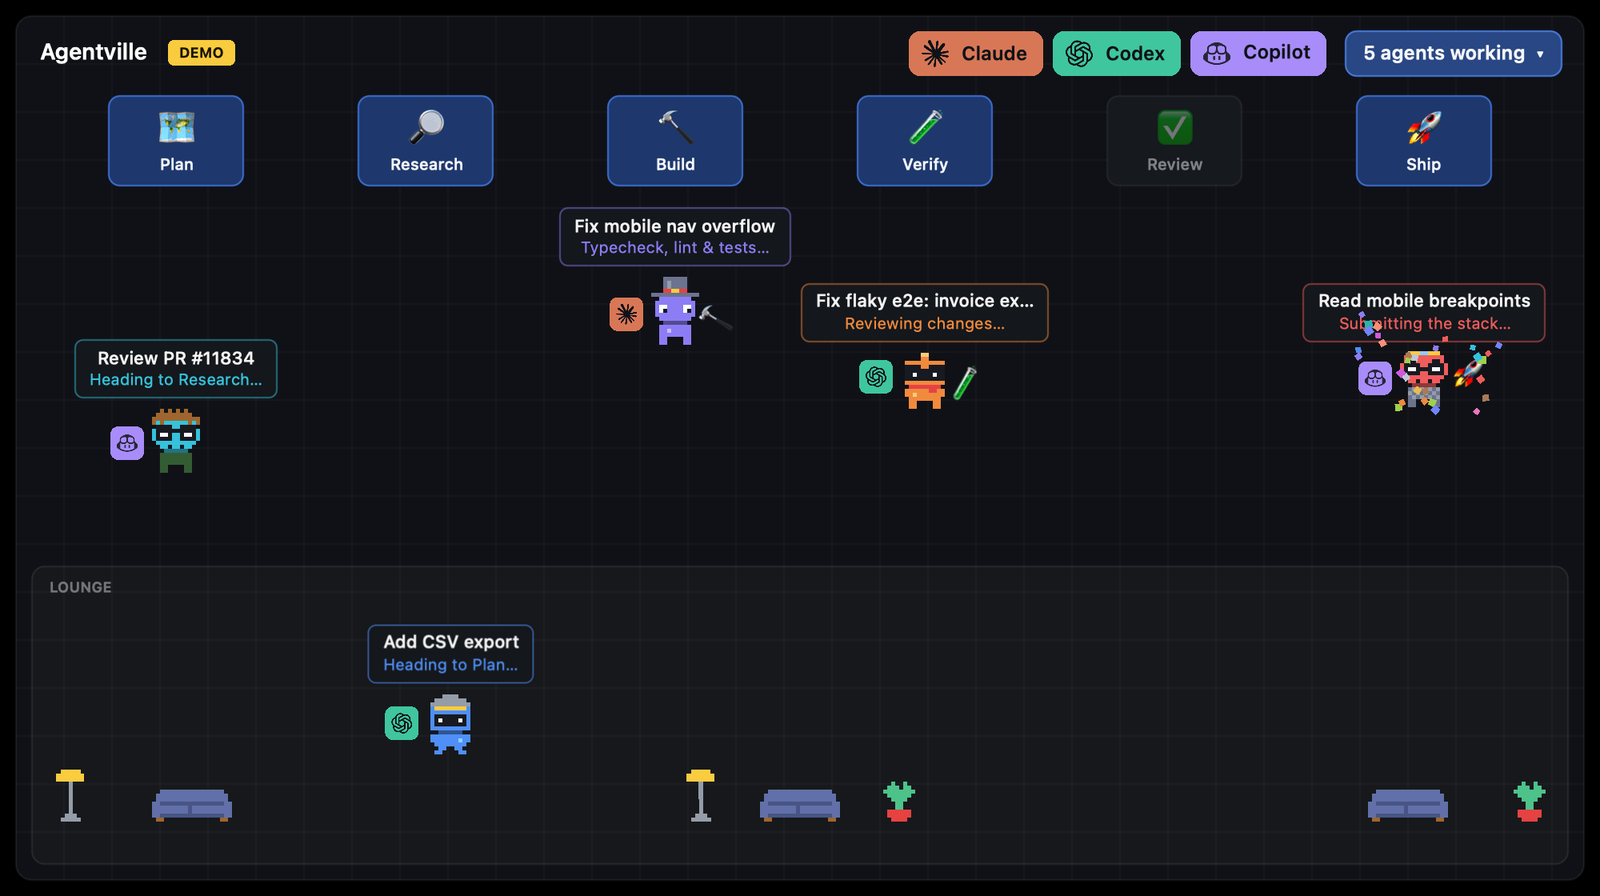 Agentville
DEMO
Claude
Codex
Copilot
5 agents working
Plan
Research
Build
Verify
Review
Ship
Fix mobile nav overflow
Typecheck, lint & tests...
Fix flaky e2e: invoice ex...
Reviewing changes...
Read mobile breakpoints
Submitting the stack...
Review PR #11834
Heading to Research...
LOUNGE
Add CSV export
Heading to Plan...